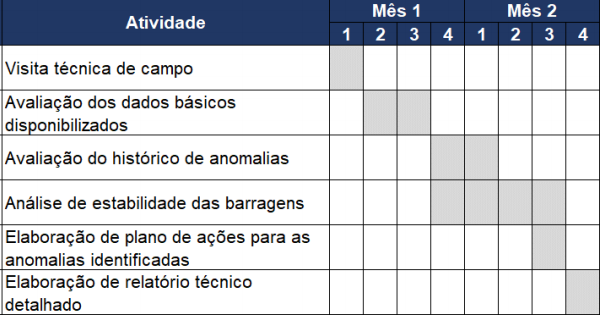 Atividade
Mês 1
Mês 2
1 2 3 4 1 2 3 4
Visita técnica de campo
Avaliação dos dados básicos
disponibilizados
Avaliação do histórico de anomalias
Análise de estabilidade das barragens
Elaboração de plano de ações para as
anomalias identificadas
Elaboração de relatório técnico
detalhado